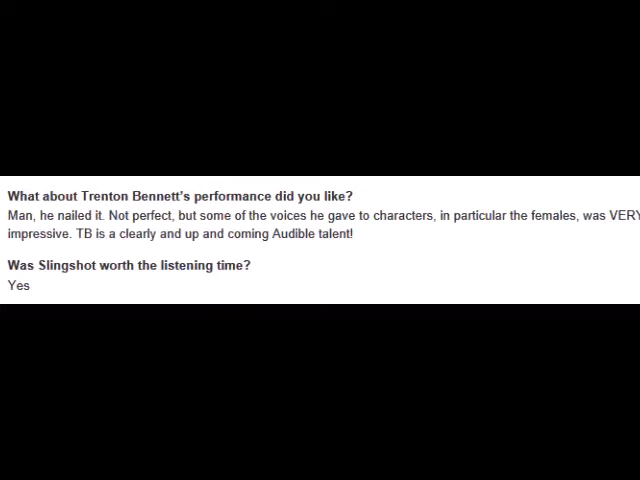 What about Trenton Bennett's performance did you like?
Man, he nailed it. Not perfect, but some of the voices he gave to characters, in particular the females, was VERY
impressive. TB is a clearly and up and coming Audible talent!
Was Slingshot worth the listening time?
Yes